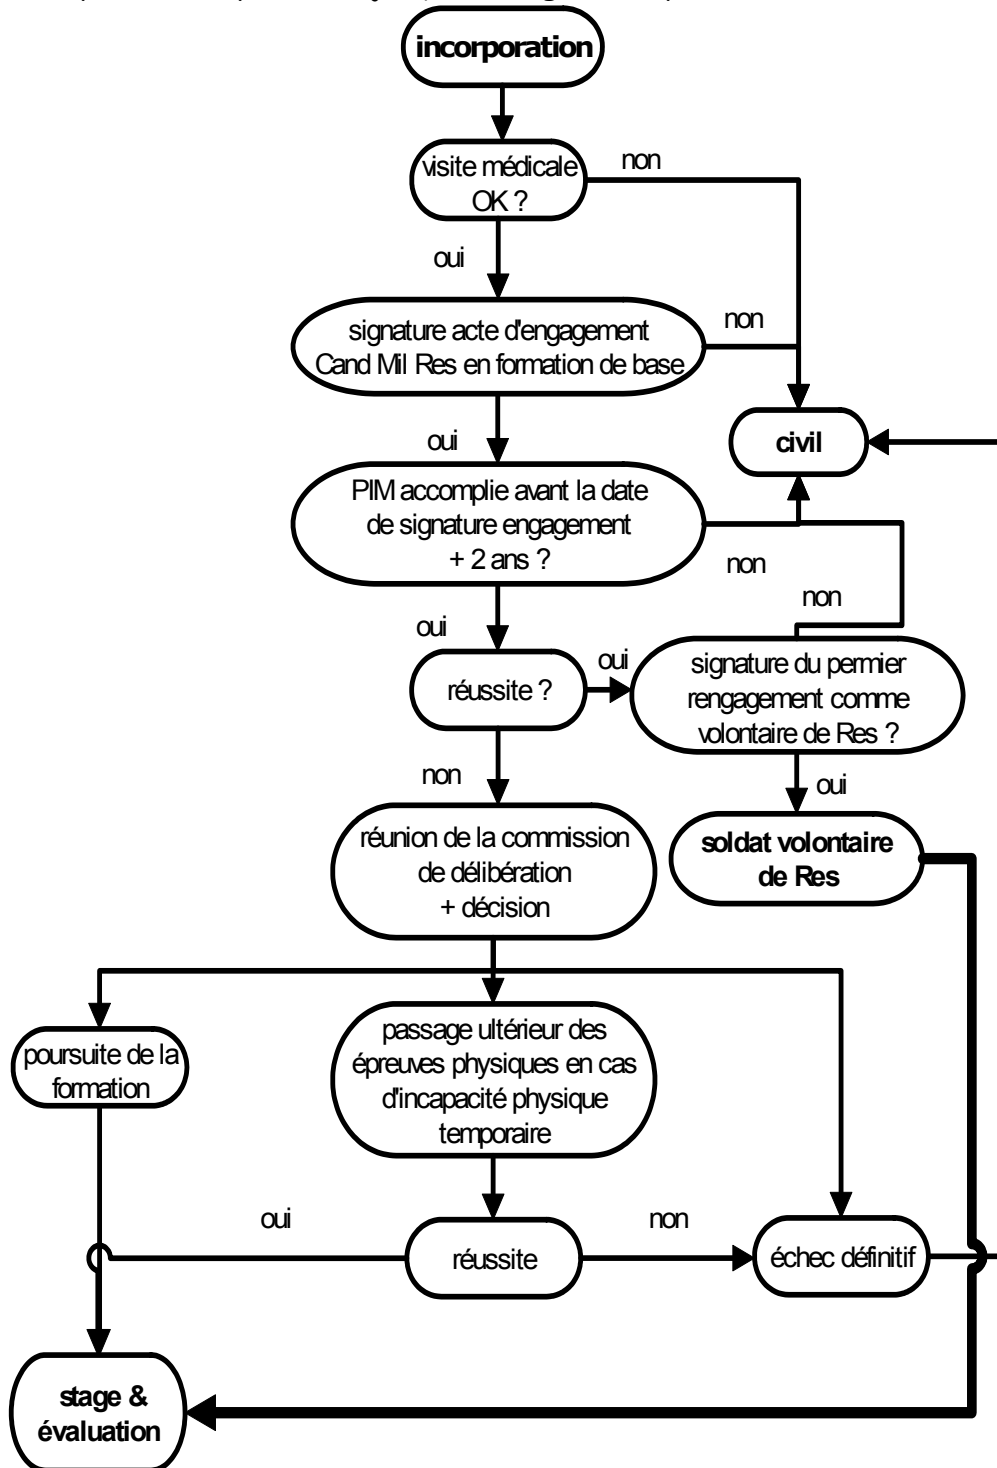 incorporation
visite médicale
OK ?
non
oui
signature acte d'engagement
Cand Mil Res en formation de base
non
oui
civil
PIM accomplie avant la date
de signature engagement
+ 2 ans ?
non
non
oui
réussite ?
oui
signature du permier
rengagement comme
volontaire de Res ?
non
oui
réunion de la commission
de délibération
+ décision
soldat volontaire
de Res
poursuite de la
formation
passage ultérieur des
épreuves physiques en cas
d'incapacité physique
temporaire
oui
réussite
non
échec définitif
stage &
évaluation